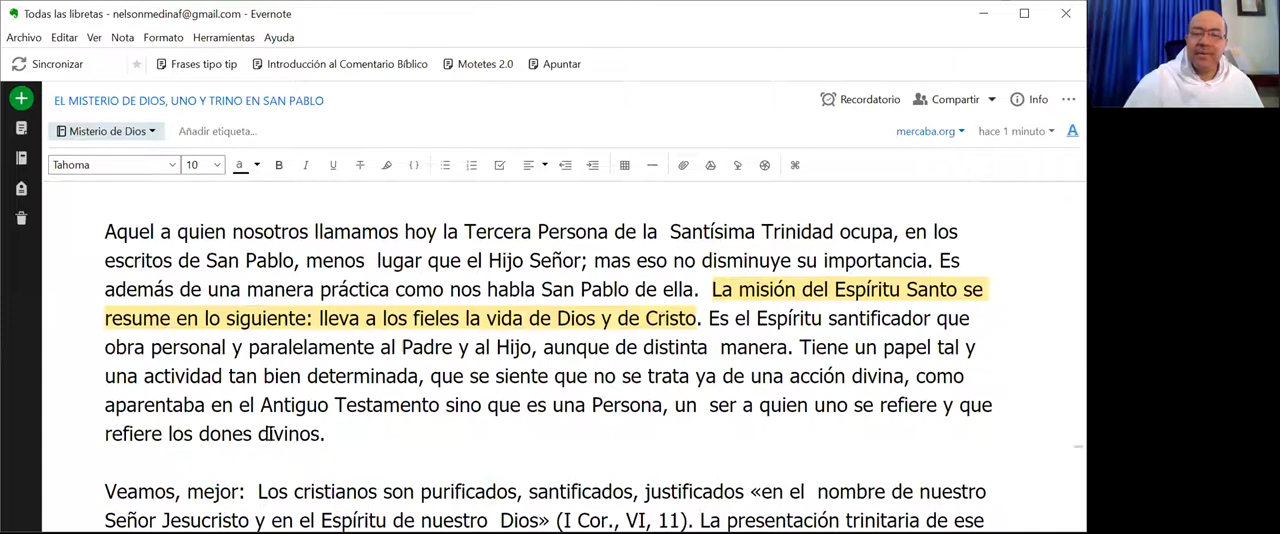 Todas las libretas - nelsonmedinaf@gmail.com - Evernote
Archivo Editar Ver Nota Formato Herramientas Ayuda
Sincronizar Frases tipo tip Introducción al Comentario Bíblico Motetes 2.0 Apuntar
EL MISTERIO DE DIOS, UNO Y TRINO EN SAN PABLO Recordatorio Compartir Info
Misterio de Dios Añadir etiqueta... mercaba.org hace 1 minuto A
Tahoma 10 a B I U T
Aquel a quien nosotros llamamos hoy la Tercera Persona de la Santísima Trinidad ocupa, en los
escritos de San Pablo, menos lugar que el Hijo Señor; mas eso no disminuye su importancia. Es
además de una manera práctica como nos habla San Pablo de ella. La misión del Espíritu Santo se
resume en lo siguiente: lleva a los fieles la vida de Dios y de Cristo. Es el Espíritu santificador que
obra personal y paralelamente al Padre y al Hijo, aunque de distinta manera. Tiene un papel tal y
una actividad tan bien determinada, que se siente que no se trata ya de una acción divina, como
aparentaba en el Antiguo Testamento sino que es una Persona, un ser a quien uno se refiere y que
refiere los dones divinos.
Veamos, mejor: Los cristianos son purificados, santificados, justificados «en el nombre de nuestro
Señor Jesucristo y en el Espíritu de nuestro Dios» (I Cor., VI, 11). La presentación trinitaria de ese